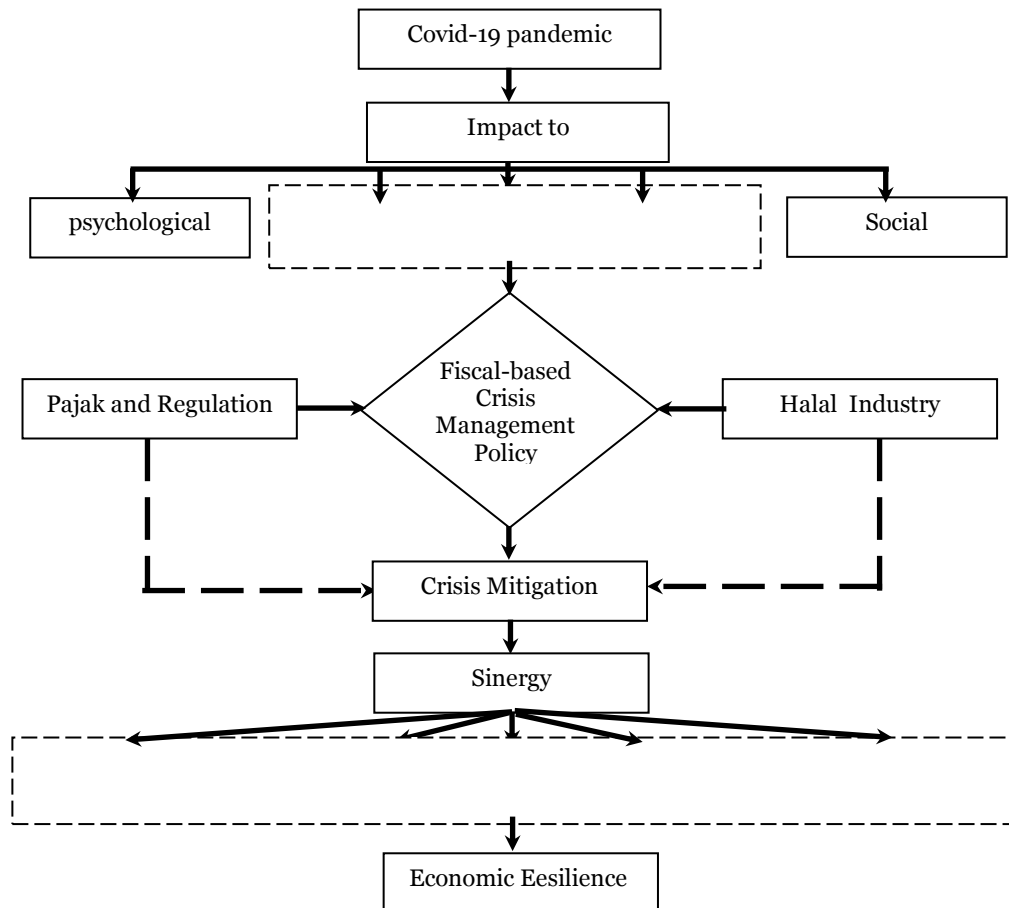 Covid-19 pandemic
Impact to
psychological
Social
Fiscal-based
Crisis
Management
Policy
Pajak and Regulation
Halal Industry
Crisis Mitigation
Sinergy
Economic Eesilience